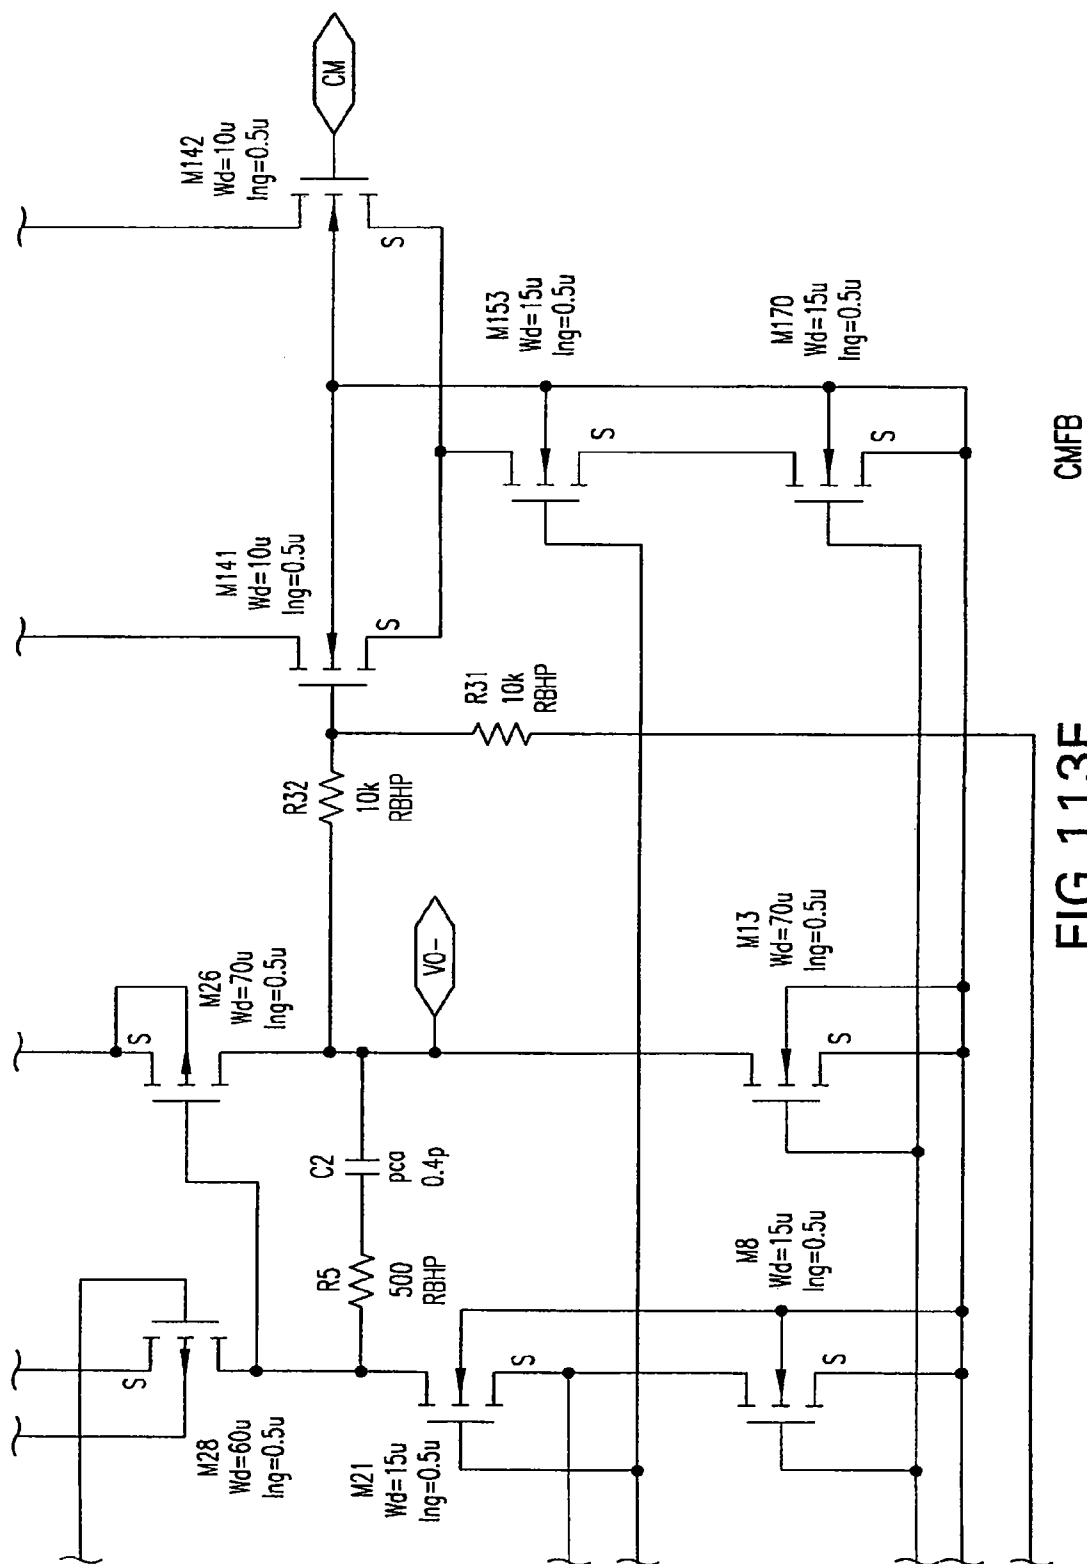 M28
Wd=60u
lng=0.5u
M26
Wd=70u
lng=0.5u
M141
Wd=10u
lng=0.5u
M142
Wd=10u
lng=0.5u
S
S
S
S
CM
R5
500
RBHP
C2
pca
0.4p
R32
10k
RBHP
M21
Wd=15u
lng=0.5u
S
VO-
R31
10k
RBHP
M153
Wd=15u
lng=0.5u
S
M8
Wd=15u
lng=0.5u
S
M13
Wd=70u
lng=0.5u
S
M170
Wd=15u
lng=0.5u
S
CMFB
FIG.